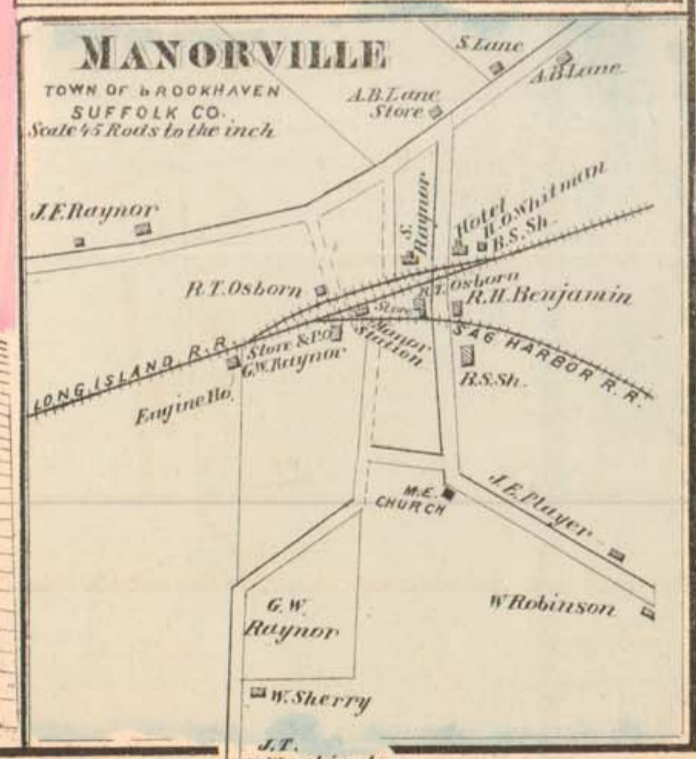 MANORVILLE
TOWN OF BROOKHAVEN
SUFFOLK CO.
Scale 45 Rods to the inch
S. Lane
A.B. Lane
A.B. Lane
Store
J.F. Raynor
S.
Raynor
Hotel
H.O. Whitman
B.S. Sh.
R.T. Osborn
R.T. Osborn
R.H. Benjamin
Store
Manor
Station
Store & P.O.
G.W. Raynor
LONG ISLAND R.R.
SAG HARBOR R.R.
Engine Ho.
B.S. Sh.
M.E.
CHURCH
J.E. Player
W. Robinson
G.W.
Raynor
W. Sherry
J.T.